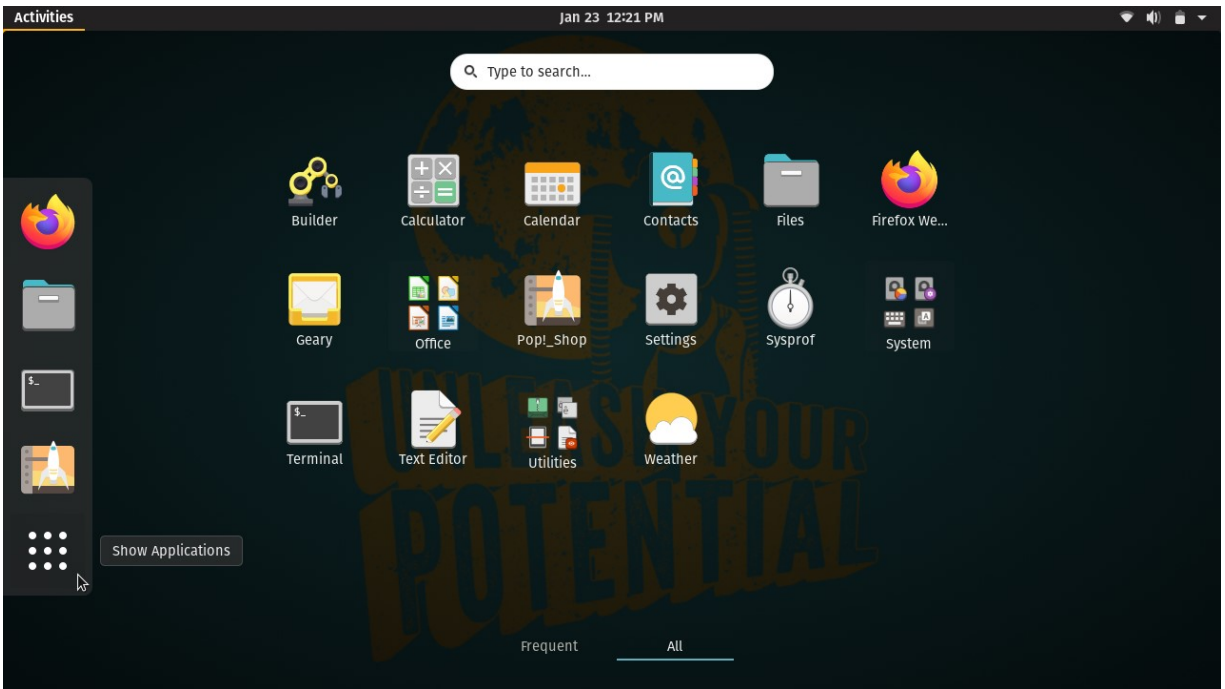 Activities
Jan 23 12:21 PM
Type to search...
Builder
Calculator
Calendar
Contacts
Files
Firefox We...
Geary
Office
Pop!_Shop
Settings
Sysprof
System
$_
$_
Terminal
Text Editor
Utilities
Weather
Show Applications
UNLEASH YOUR
POTENTIAL
Frequent
All